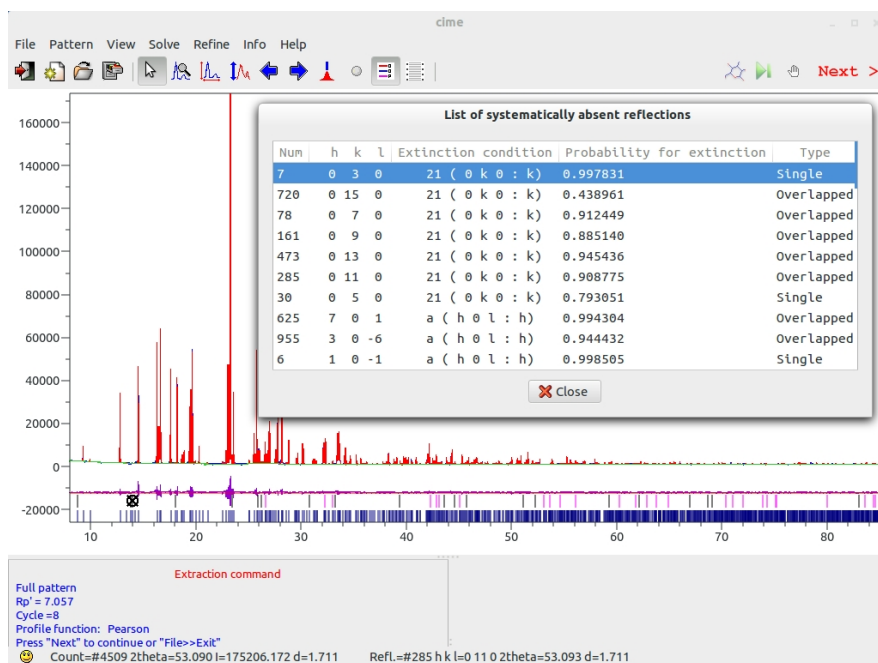 cime
File Pattern View Solve Refine Info Help
Next >
List of systematically absent reflections
Num h k l Extinction condition Probability for extinction Type
7 0 3 0 21 ( 0 k 0 : k) 0.997831 Single
720 0 15 0 21 ( 0 k 0 : k) 0.438961 Overlapped
78 0 7 0 21 ( 0 k 0 : k) 0.912449 Overlapped
161 0 9 0 21 ( 0 k 0 : k) 0.885140 Overlapped
473 0 13 0 21 ( 0 k 0 : k) 0.945436 Overlapped
285 0 11 0 21 ( 0 k 0 : k) 0.908775 Overlapped
30 0 5 0 21 ( 0 k 0 : k) 0.793051 Single
625 7 0 1 a ( h 0 l : h) 0.994304 Overlapped
955 3 0 -6 a ( h 0 l : h) 0.944432 Overlapped
6 1 0 -1 a ( h 0 l : h) 0.998505 Single
Close
160000
140000
120000
100000
80000
60000
40000
20000
0
-20000
10 20 30 40 50 60 70 80
Extraction command
Full pattern
Rp' = 7.057
Cycle =8
Profile function: Pearson
Press "Next" to continue or "File>>Exit"
Count=#4509 2theta=53.090 I=175206.172 d=1.711 Refl.=#285 h k l=0 11 0 2theta=53.093 d=1.711